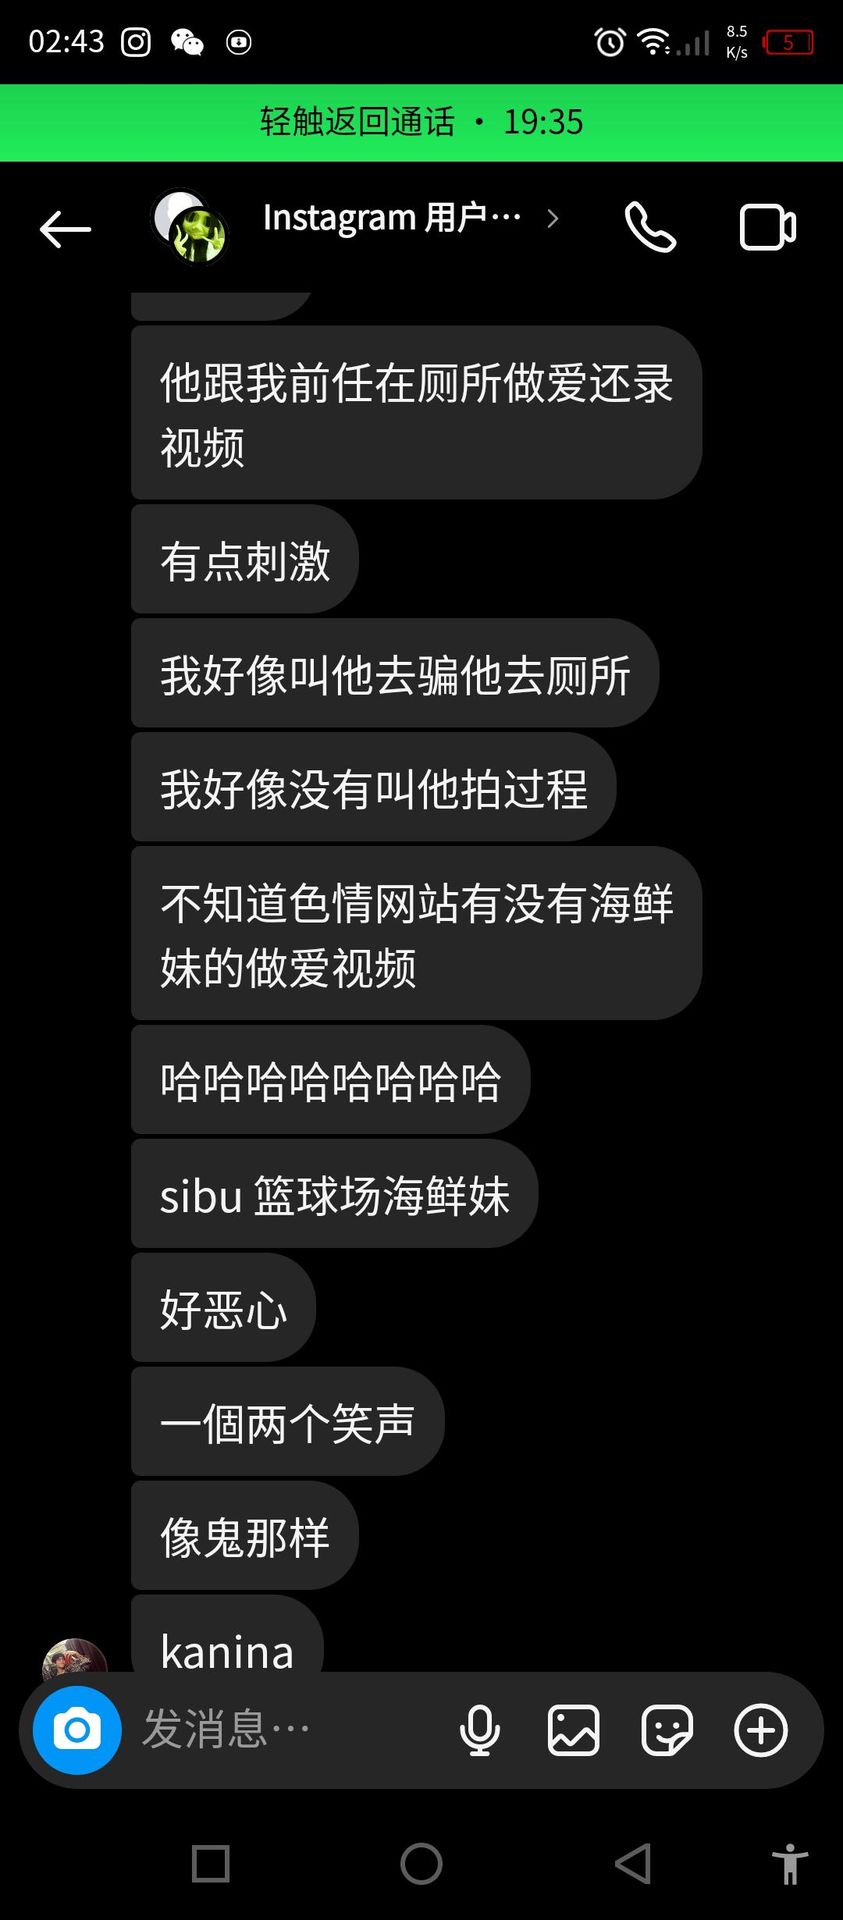 02:43
8.5
K/s
5
轻触返回通话 · 19:35
Instagram 用户…
他跟我前任在厕所做爱还录
视频
有点刺激
我好像叫他去骗他去厕所
我好像没有叫他拍过程
不知道色情网站有没有海鲜
妹的做爱视频
哈哈哈哈哈哈哈哈
sibu 篮球场海鲜妹
好恶心
一個两个笑声
像鬼那样
kanina
发消息…